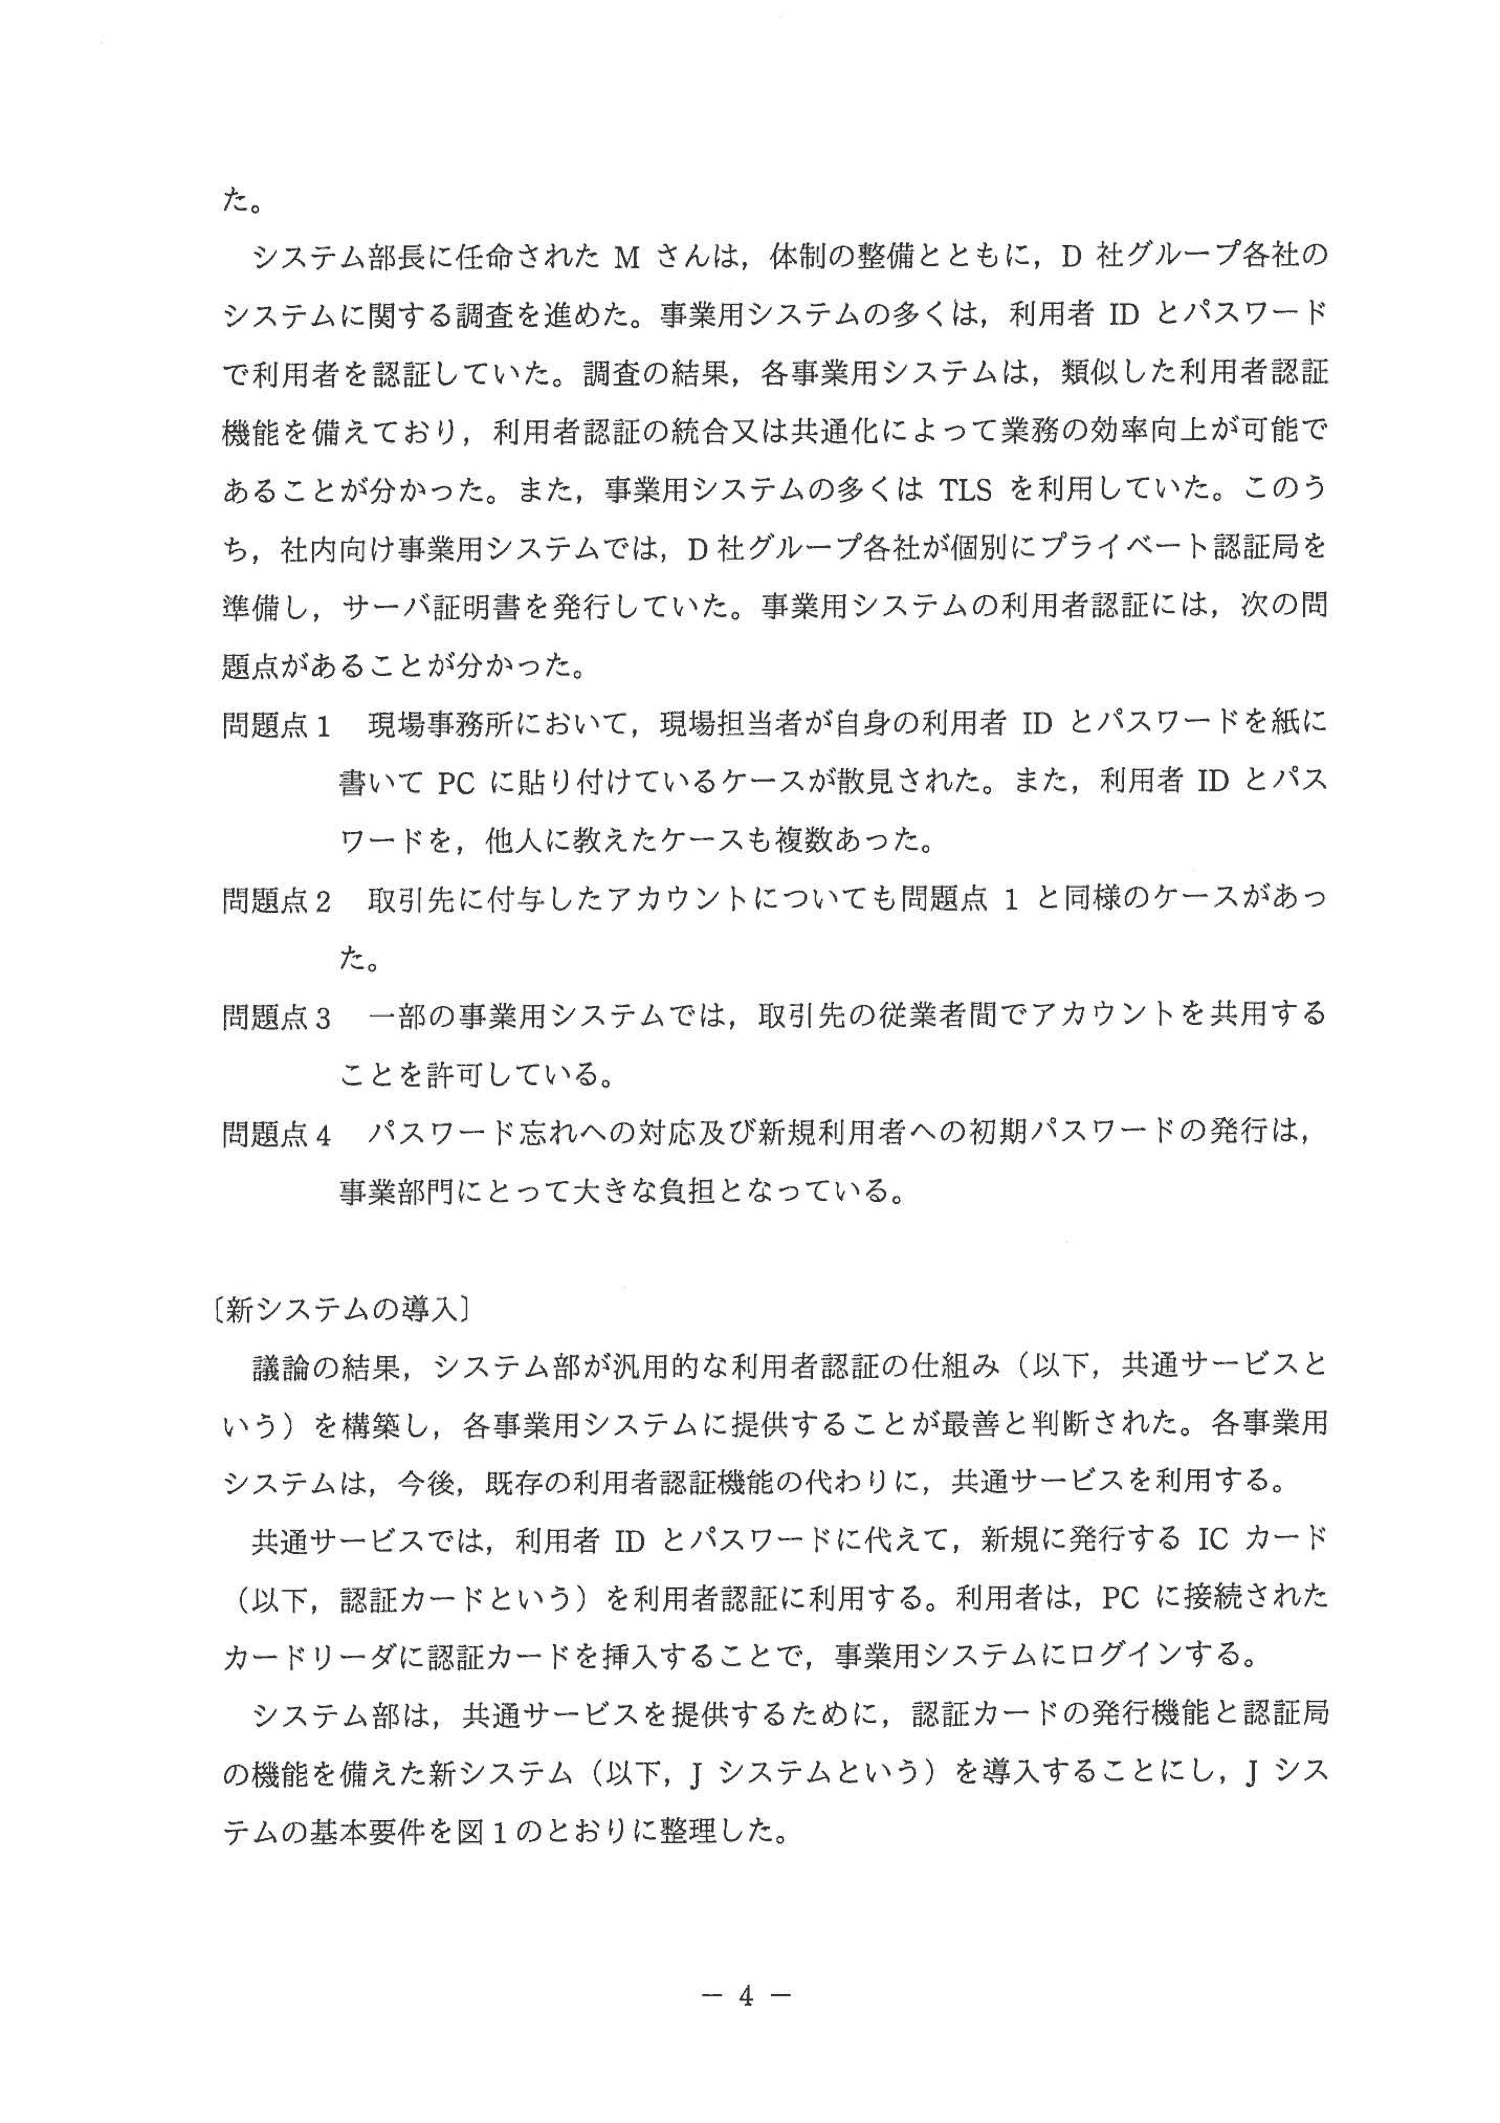 た。
システム部長に任命された M さんは，体制の整備とともに，D 社グループ各社の
システムに関する調査を進めた。事業用システムの多くは，利用者 ID とパスワード
で利用者を認証していた。調査の結果，各事業用システムは，類似した利用者認証
機能を備えており，利用者認証の統合又は共通化によって業務の効率向上が可能で
あることが分かった。また，事業用システムの多くは TLS を利用していた。このう
ち，社内向け事業用システムでは，D 社グループ各社が個別にプライベート認証局を
準備し，サーバ証明書を発行していた。事業用システムの利用者認証には，次の問
題点があることが分かった。
問題点 1　現場事務所において，現場担当者が自身の利用者 ID とパスワードを紙に
書いて PC に貼り付けているケースが散見された。また，利用者 ID とパス
ワードを，他人に教えたケースも複数あった。
問題点 2　取引先に付与したアカウントについても問題点 1 と同様のケースがあっ
た。
問題点 3　一部の事業用システムでは，取引先の従業者間でアカウントを共用する
ことを許可している。
問題点 4　パスワード忘れへの対応及び新規利用者への初期パスワードの発行は，
事業部門にとって大きな負担となっている。
〔新システムの導入〕
議論の結果，システム部が汎用的な利用者認証の仕組み（以下，共通サービスと
いう）を構築し，各事業用システムに提供することが最善と判断された。各事業用
システムは，今後，既存の利用者認証機能の代わりに，共通サービスを利用する。
共通サービスでは，利用者 ID とパスワードに代えて，新規に発行する IC カード
（以下，認証カードという）を利用者認証に利用する。利用者は，PC に接続された
カードリーダに認証カードを挿入することで，事業用システムにログインする。
システム部は，共通サービスを提供するために，認証カードの発行機能と認証局
の機能を備えた新システム（以下，J システムという）を導入することにし，J シス
テムの基本要件を図 1 のとおりに整理した。
－ 4 －